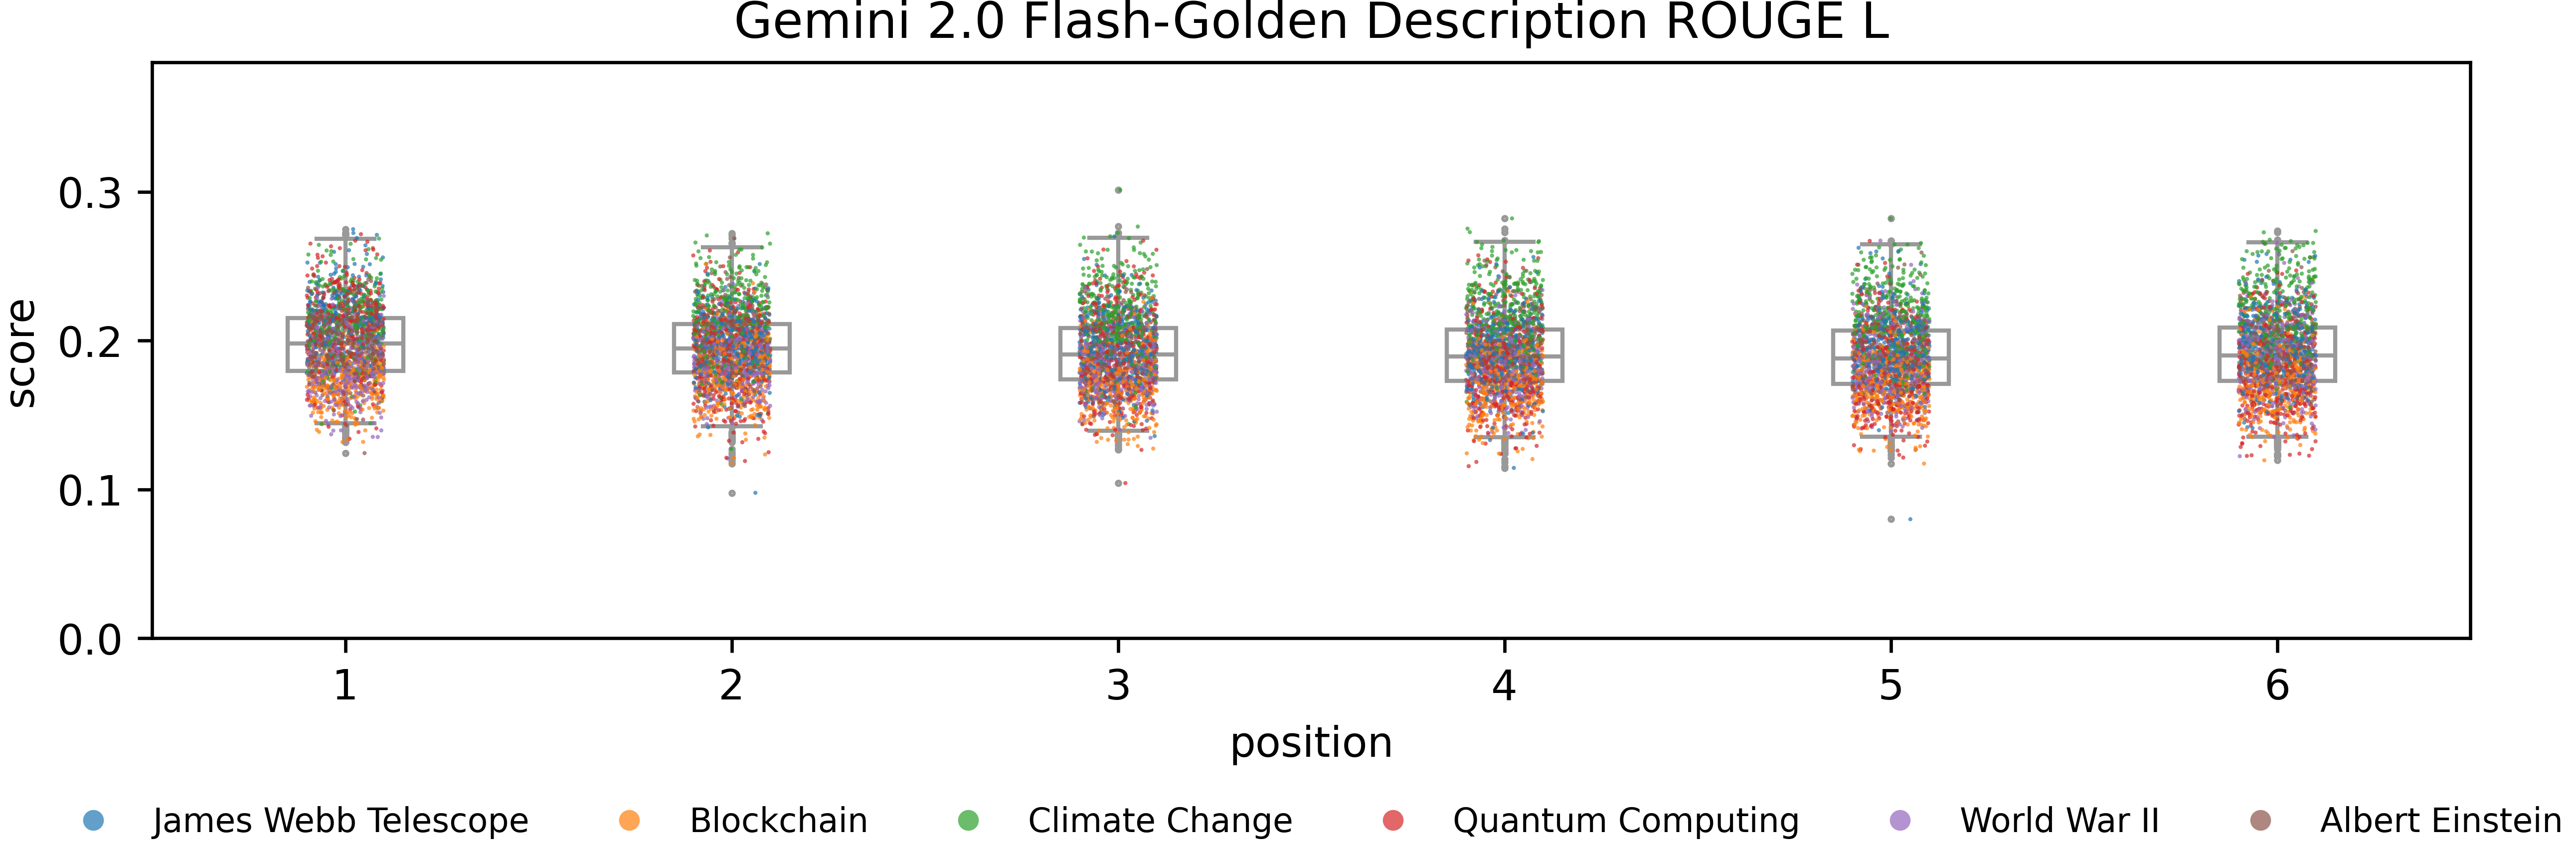 Gemini 2.0 Flash-Golden Description ROUGE L
score
0.3
0.2
0.1
0.0
1 2 3 4 5 6
position
James Webb Telescope Blockchain Climate Change Quantum Computing World War II Albert Einstein